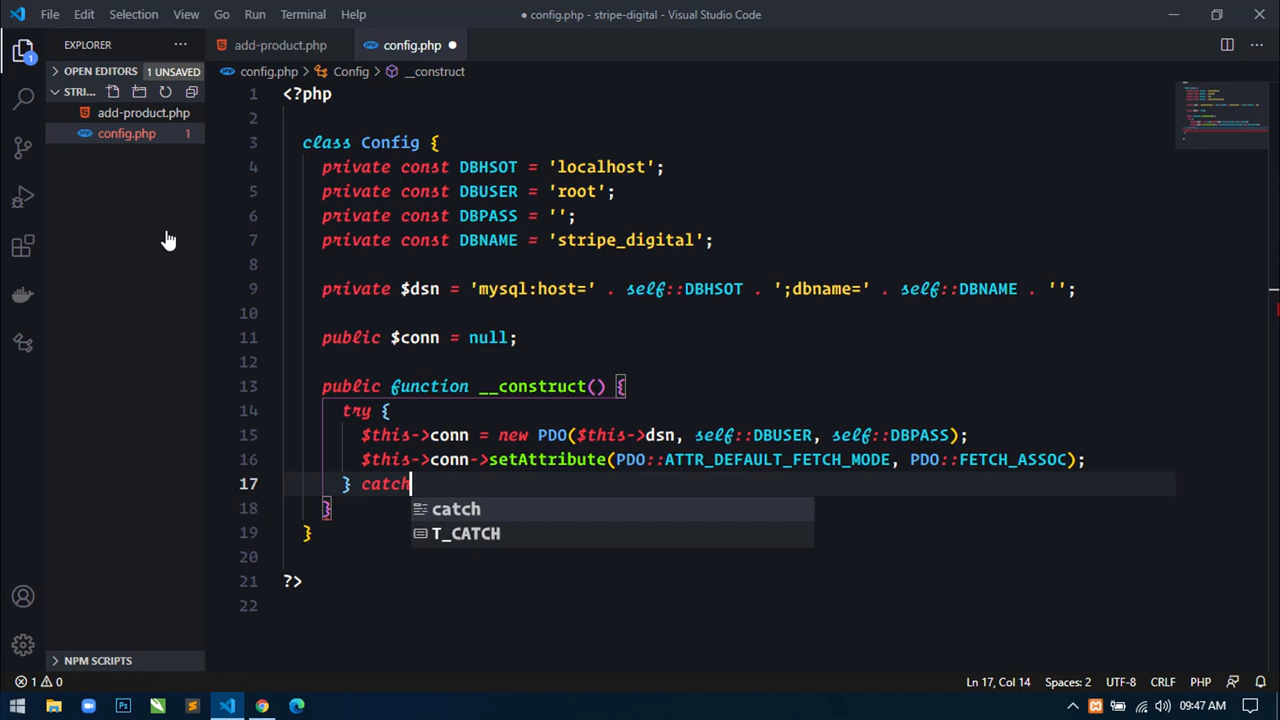 File Edit Selection View Go Run Terminal Help
● config.php - stripe-digital - Visual Studio Code
EXPLORER ···
add-product.php
config.php ●
OPEN EDITORS 1 UNSAVED
config.php > Config > __construct
STRI...
add-product.php
config.php 1
1 <?php
2
3 class Config {
4 private const DBHSOT = 'localhost';
5 private const DBUSER = 'root';
6 private const DBPASS = '';
7 private const DBNAME = 'stripe_digital';
8
9 private $dsn = 'mysql:host=' . self::DBHSOT . ';dbname=' . self::DBNAME . '';
10
11 public $conn = null;
12
13 public function __construct() {
14 try {
15 $this->conn = new PDO($this->dsn, self::DBUSER, self::DBPASS);
16 $this->conn->setAttribute(PDO::ATTR_DEFAULT_FETCH_MODE, PDO::FETCH_ASSOC);
17 } catch
18 }
19 }
20
21 ?>
22
catch
T_CATCH
1
NPM SCRIPTS
1 0
Ln 17, Col 14 Spaces: 2 UTF-8 CRLF PHP
Ps
09:47 AM